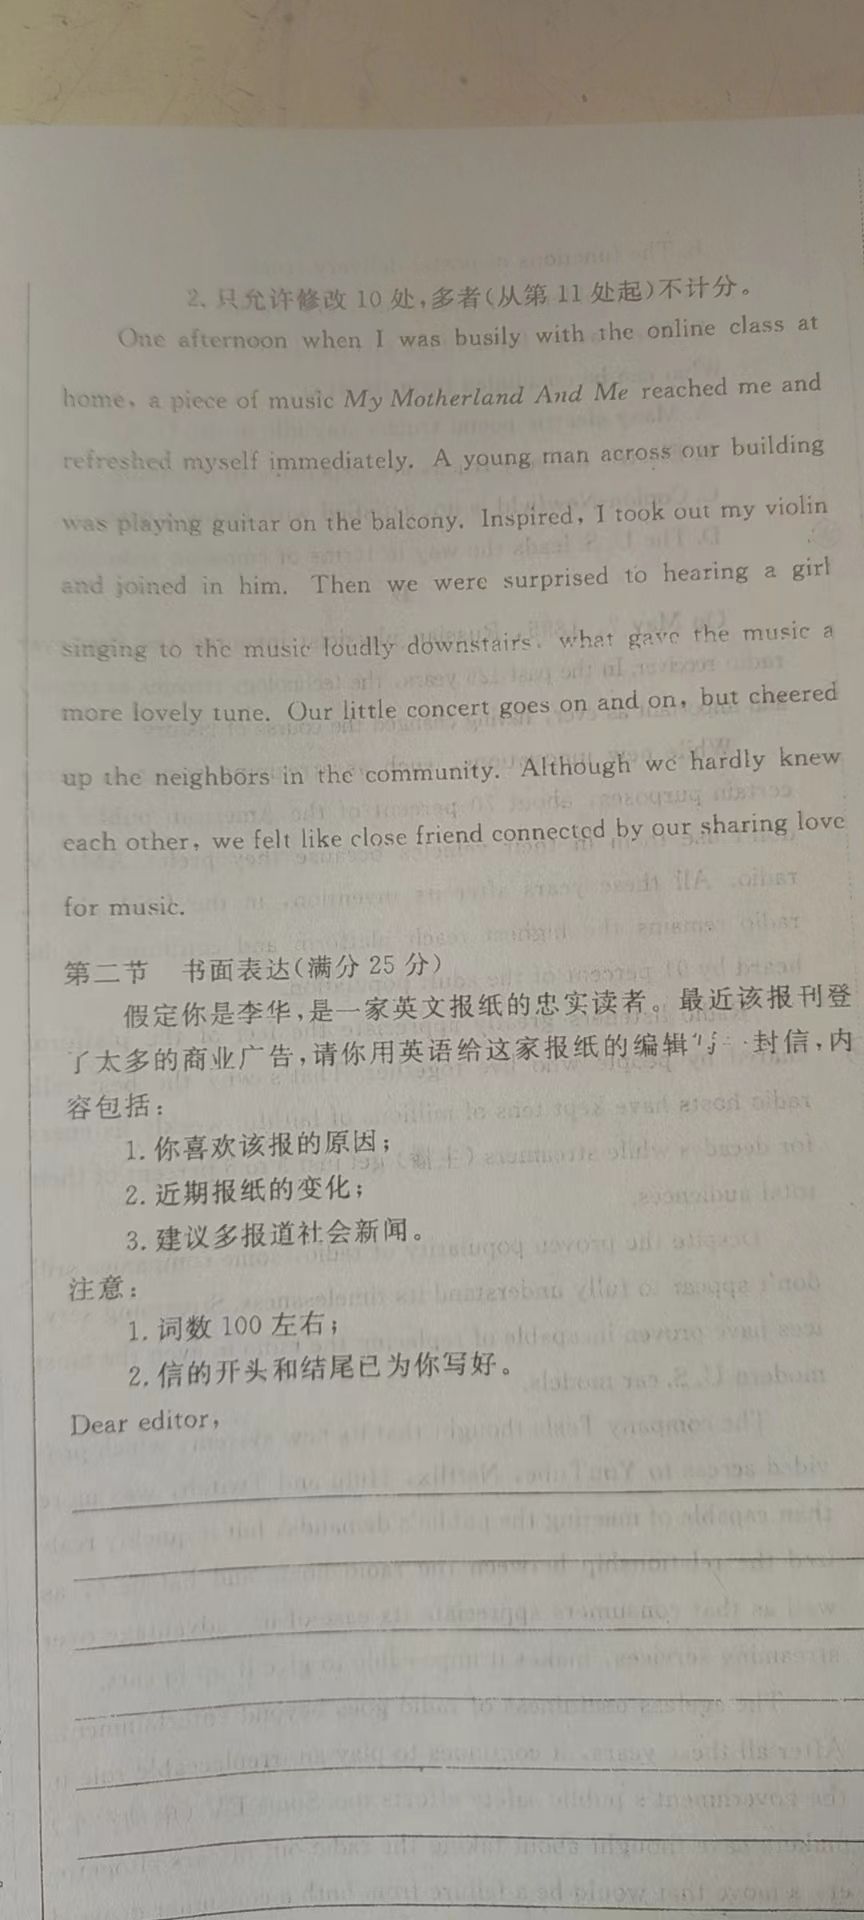 2. 只允许修改 10 处,多者(从第 11 处起)不计分。
One afternoon when I was busily with the online class at
home, a piece of music My Motherland And Me reached me and
refreshed myself immediately. A young man across our building
was playing guitar on the balcony. Inspired, I took out my violin
and joined in him. Then we were surprised to hearing a girl
singing to the music loudly downstairs, what gave the music a
more lovely tune. Our little concert goes on and on, but cheered
up the neighbors in the community. Although we hardly knew
each other, we felt like close friend connected by our sharing love
for music.
第二节 书面表达(满分 25 分)
假定你是李华,是一家英文报纸的忠实读者。最近该报刊登
了太多的商业广告,请你用英语给这家报纸的编辑写一封信,内
容包括:
1. 你喜欢该报的原因;
2. 近期报纸的变化;
3. 建议多报道社会新闻。
注意:
1. 词数 100 左右;
2. 信的开头和结尾已为你写好。
Dear editor,